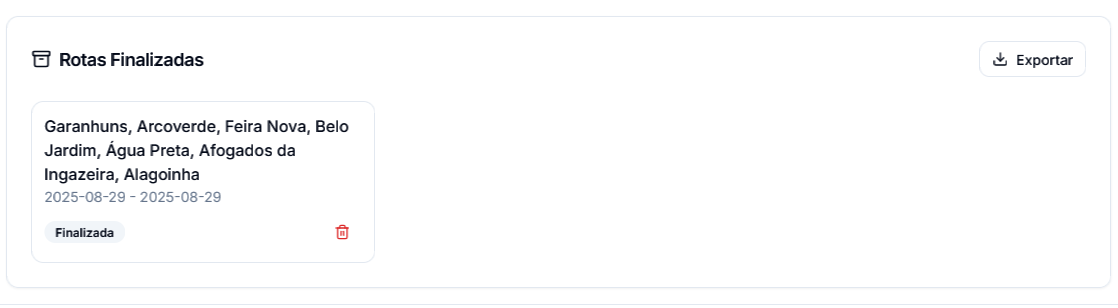 Rotas Finalizadas
Exportar
Garanhuns, Arcoverde, Feira Nova, Belo
Jardim, Água Preta, Afogados da
Ingazeira, Alagoinha
2025-08-29 - 2025-08-29
Finalizada